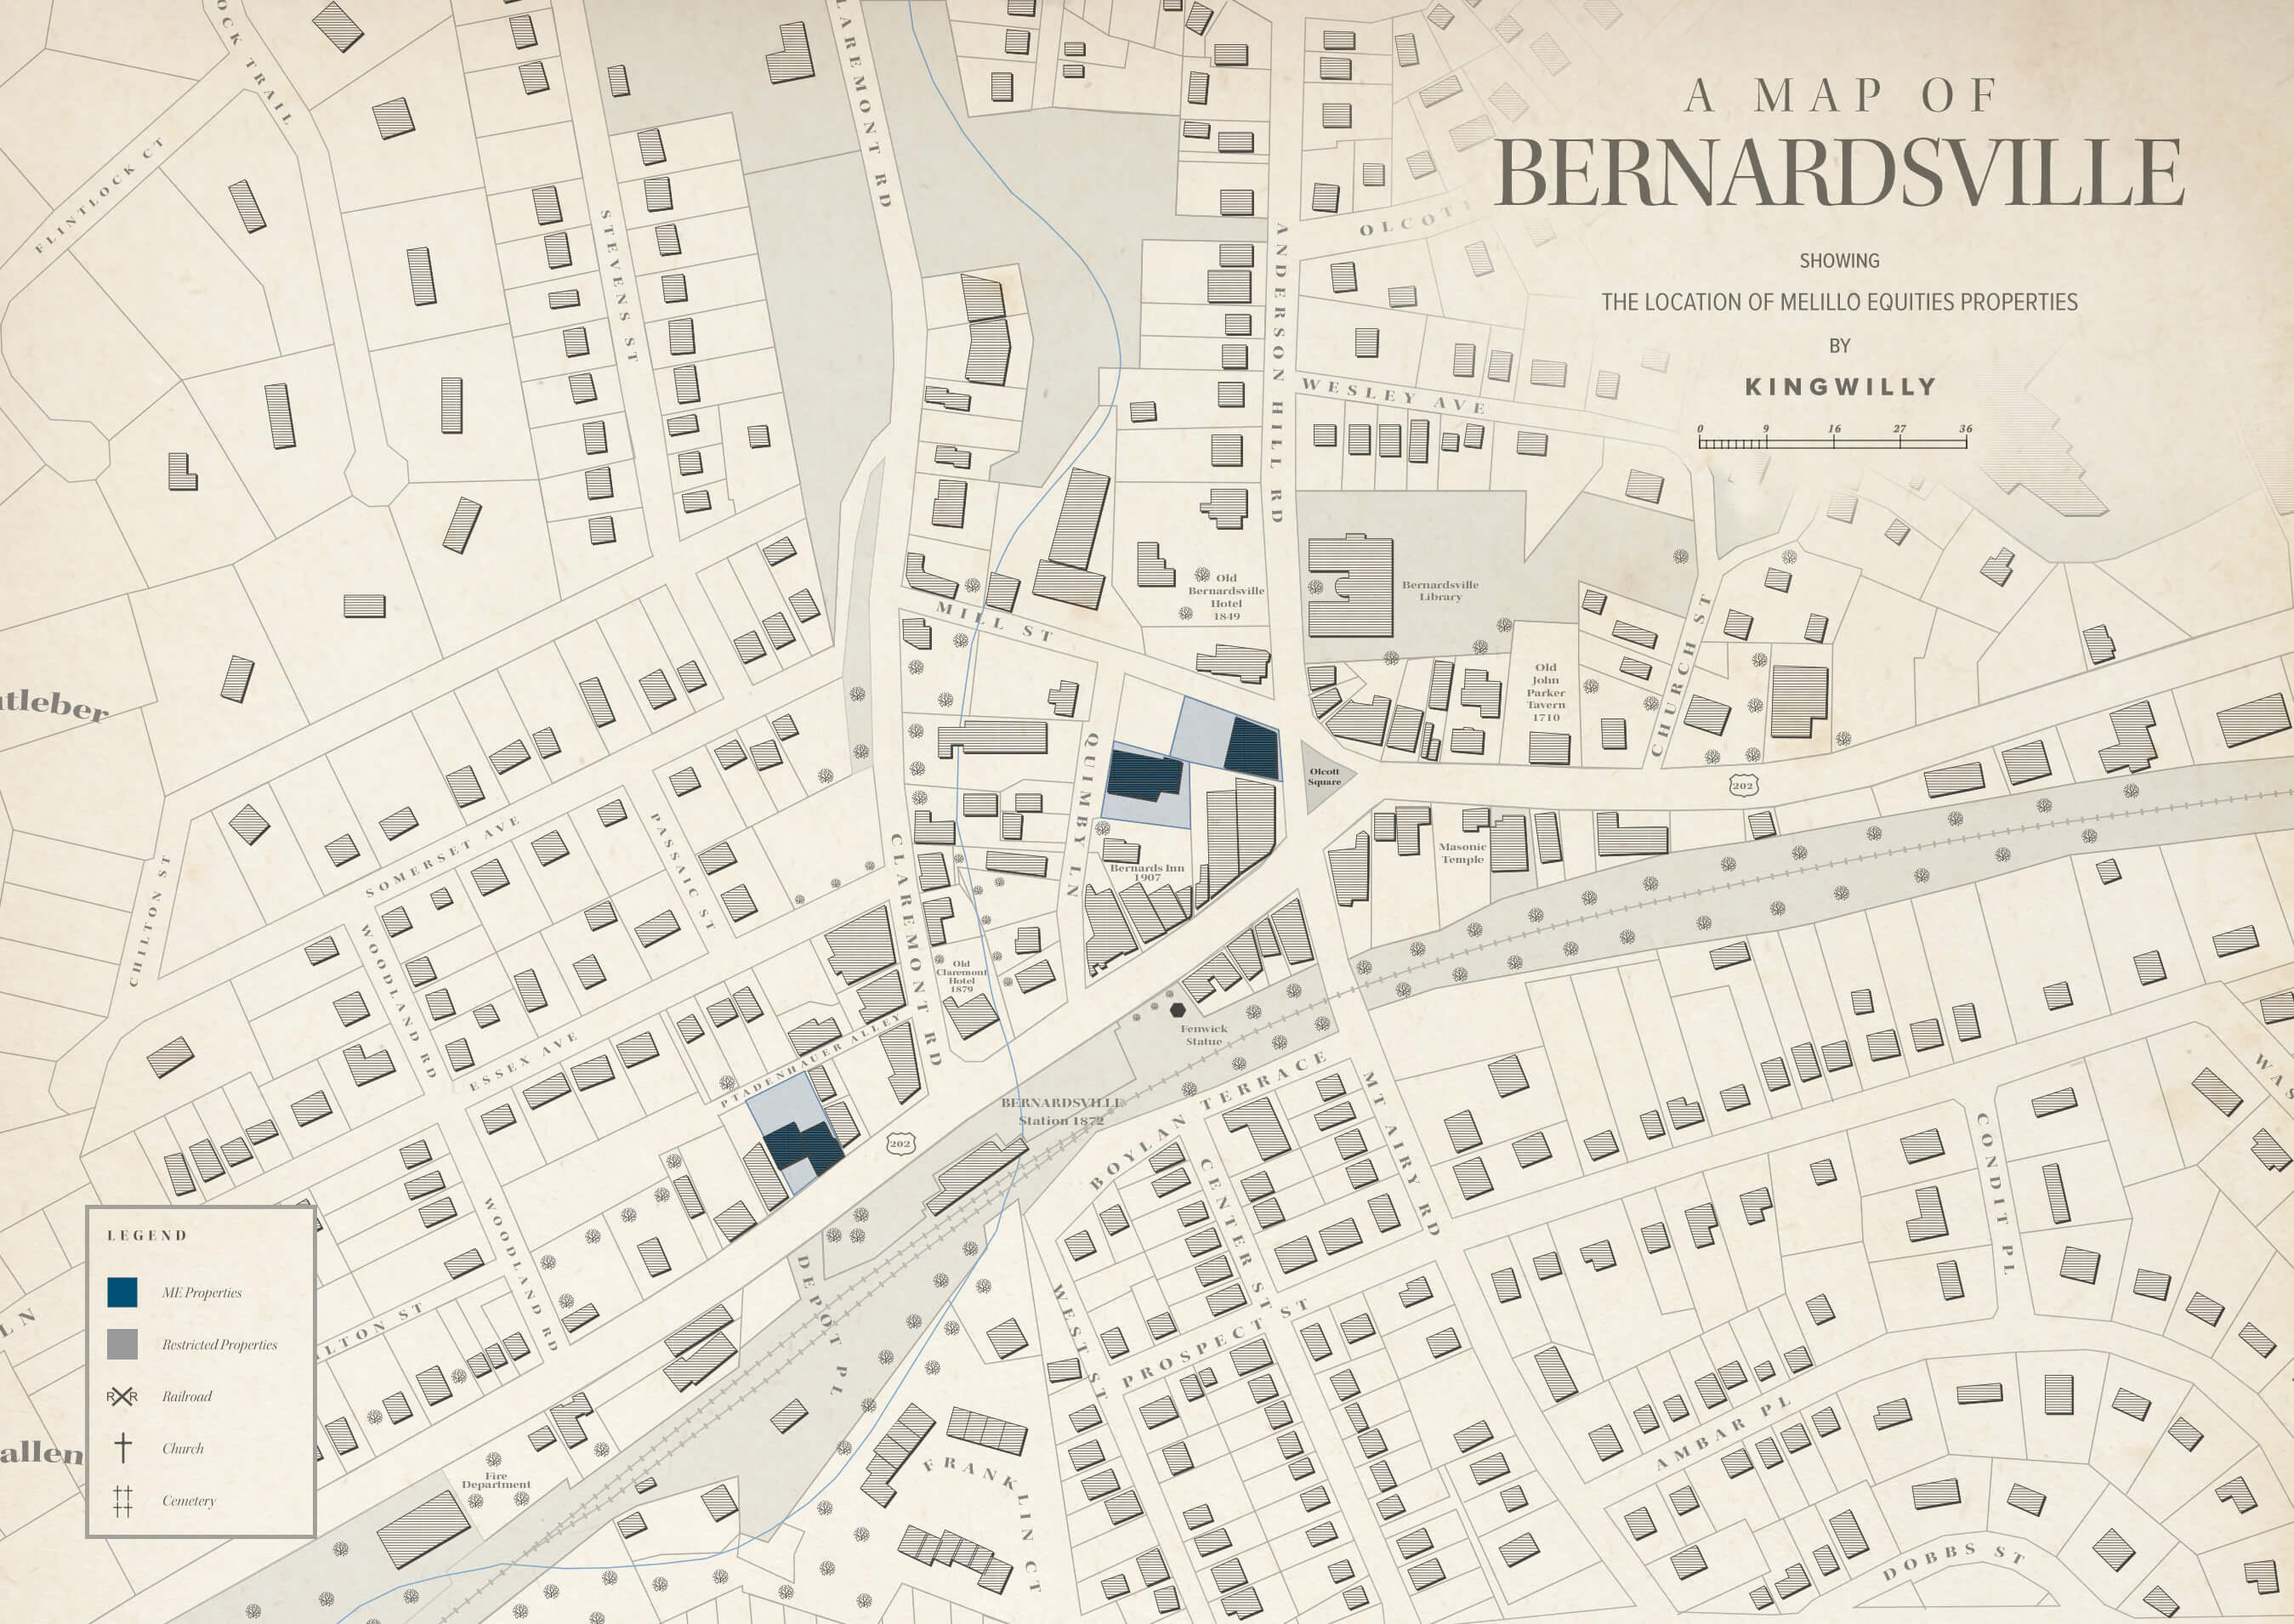 A MAP OF
BERNARDSVILLE
SHOWING
THE LOCATION OF MELILLO EQUITIES PROPERTIES
BY
KINGWILLY
0 9 16 27 36
OCK TRAIL
FLINTLOCK CT
STEVENS ST
LAREMONT RD
ANDERSON HILL RD
OLCOTT
WESLEY AVE
Old
Bernardsville
Hotel
1849
Bernardsville
Library
MILL ST
Old
John
Parker
Tavern
1710
CHURCH ST
tleber
QUIMBY LN
Olcott
Square
202
Masonic
Temple
Bernards Inn
1907
CHILTON ST
SOMERSET AVE
PASSAIC ST
CLAREMONT RD
WOODLAND RD
ESSEX AVE
Old
Claremont
Hotel
1879
PTADENHAUER ALLEY
Fenwick
Statue
BERNARDSVILLE
Station 1872
202
BOYLAN TERRACE
MT AIRY RD
CENTER ST
CONDIT PL
WAS
WOODLAND RD
DEPOT PL
WEST ST
PROSPECT ST
ST
LN
LTON ST
AMBAR PL
DOBBS ST
FRANKLIN CT
Fire
Department
allen
LEGEND
ME Properties
Restricted Properties
R R Railroad
Church
Cemetery